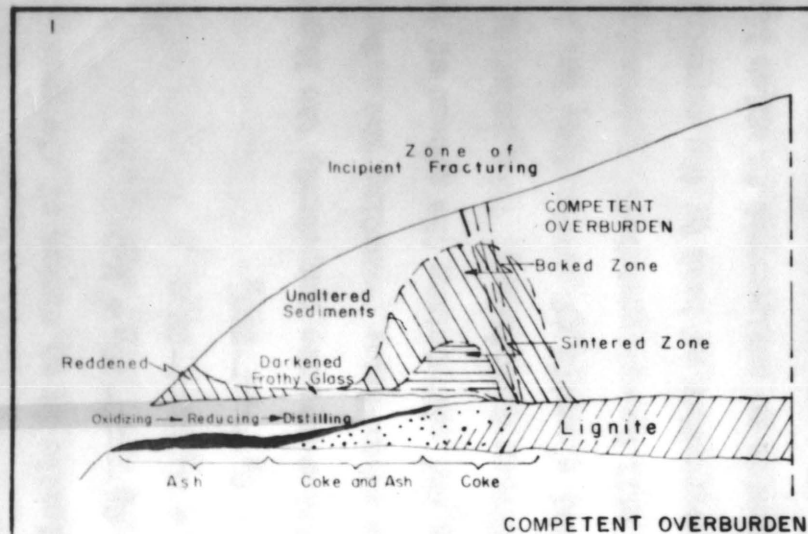 1
Zone of
Incipient Fracturing
COMPETENT
OVERBURDEN
Baked Zone
Unaltered
Sediments
Sintered Zone
Reddened
Darkened
Frothy Glass
Oxidizing → Reducing → Distilling
Lignite
Ash
Coke and Ash
Coke
COMPETENT OVERBURDEN